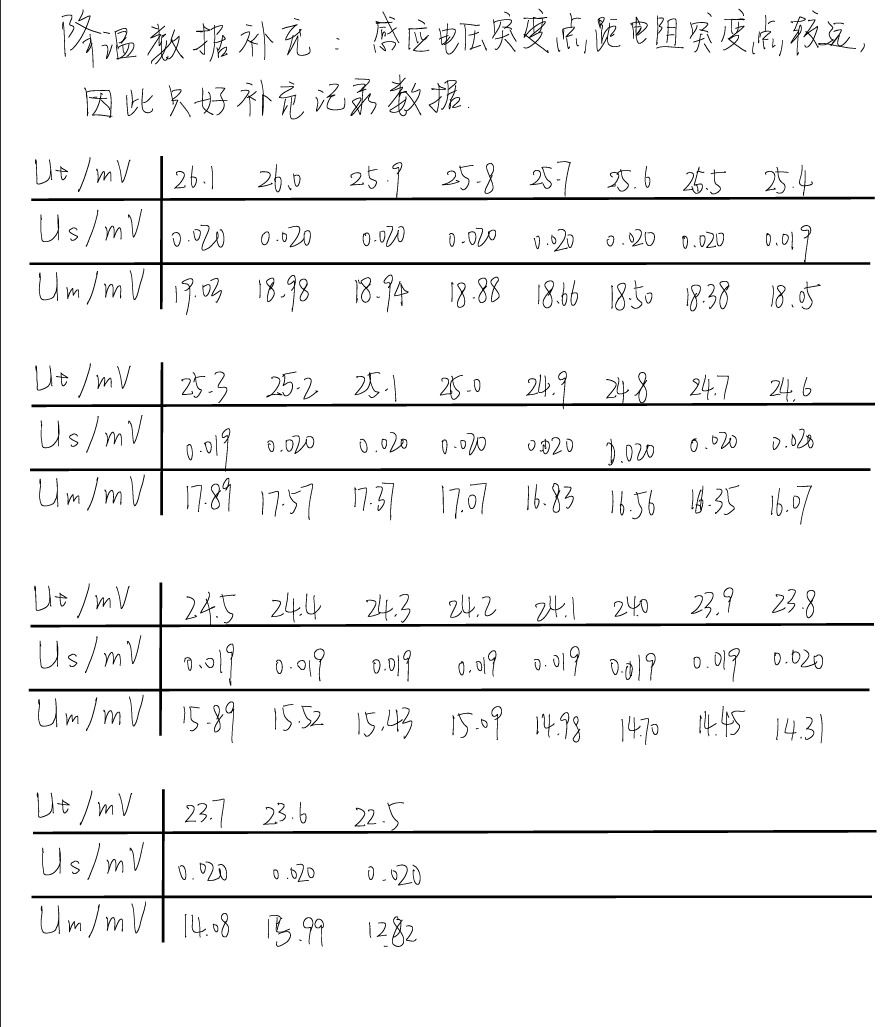 降温数据补充：感应电压突变点距电阻突变点较远，
因此只好补充记录数据.
Ut/mV 26.1 26.0 25.9 25.8 25.7 25.6 25.5 25.4
Us/mV 0.020 0.020 0.020 0.020 0.020 0.020 0.020 0.019
Um/mV 19.03 18.98 18.94 18.88 18.66 18.50 18.38 18.05
Ut/mV 25.3 25.2 25.1 25.0 24.9 24.8 24.7 24.6
Us/mV 0.019 0.020 0.020 0.020 0.020 0.020 0.020 0.020
Um/mV 17.89 17.57 17.37 17.07 16.83 16.56 16.35 16.07
Ut/mV 24.5 24.4 24.3 24.2 24.1 24.0 23.9 23.8
Us/mV 0.019 0.019 0.019 0.019 0.019 0.019 0.019 0.020
Um/mV 15.89 15.52 15.43 15.09 14.98 14.70 14.45 14.31
Ut/mV 23.7 23.6 22.5
Us/mV 0.020 0.020 0.020
Um/mV 14.08 13.99 12.82